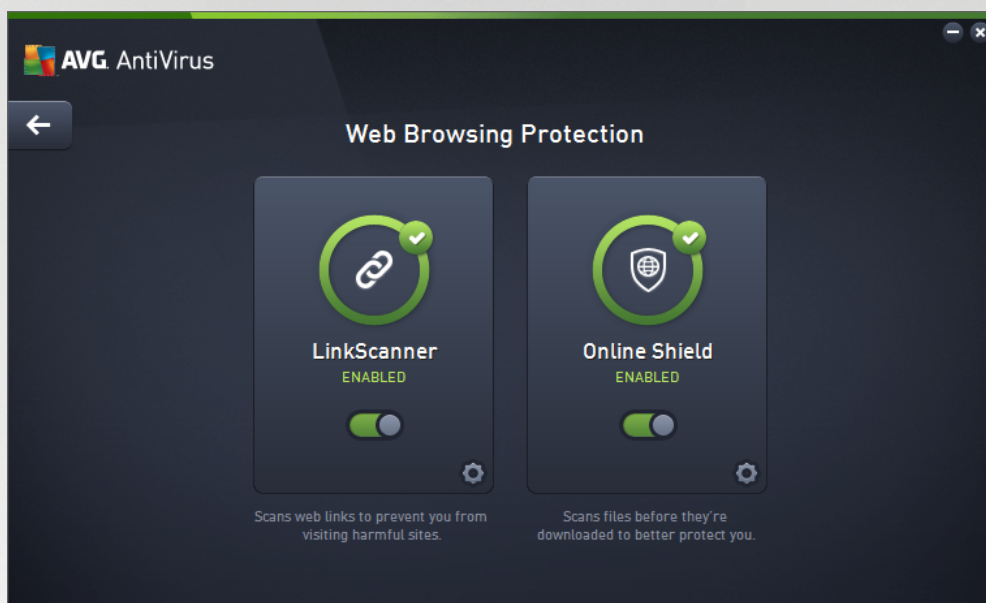 AVG. AntiVirus
Web Browsing Protection
LinkScanner
ENABLED
Online Shield
ENABLED
Scans web links to prevent you from
visiting harmful sites.
Scans files before they're
downloaded to better protect you.